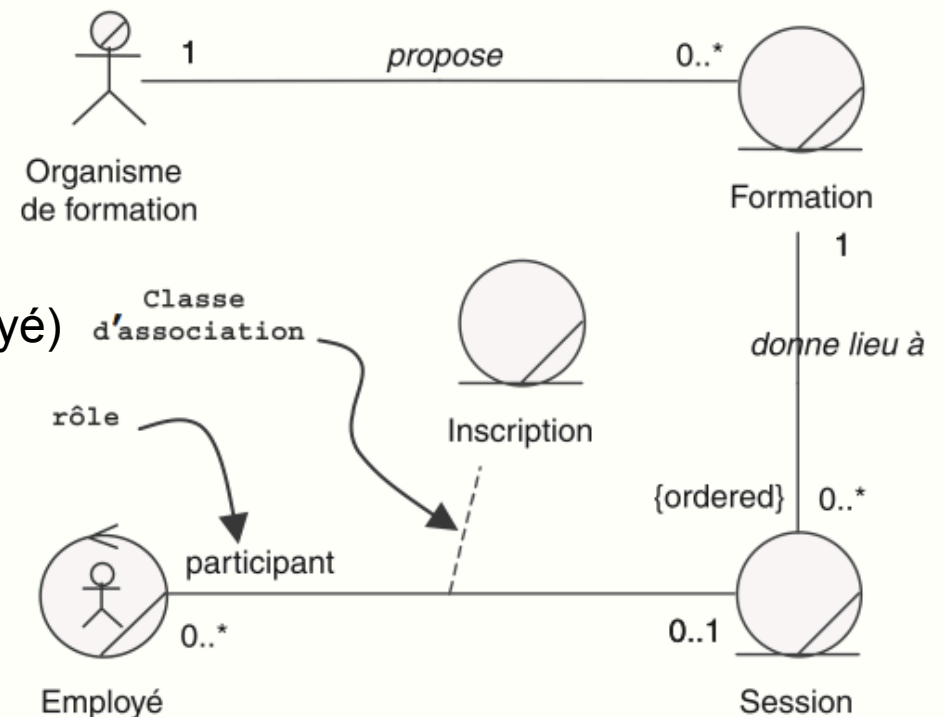 1
propose
0..*
Organisme
de formation
Formation
1
Classe
d'association
yé)
donne lieu à
rôle
Inscription
{ordered}
0..*
participant
0..*
0..1
Employé
Session